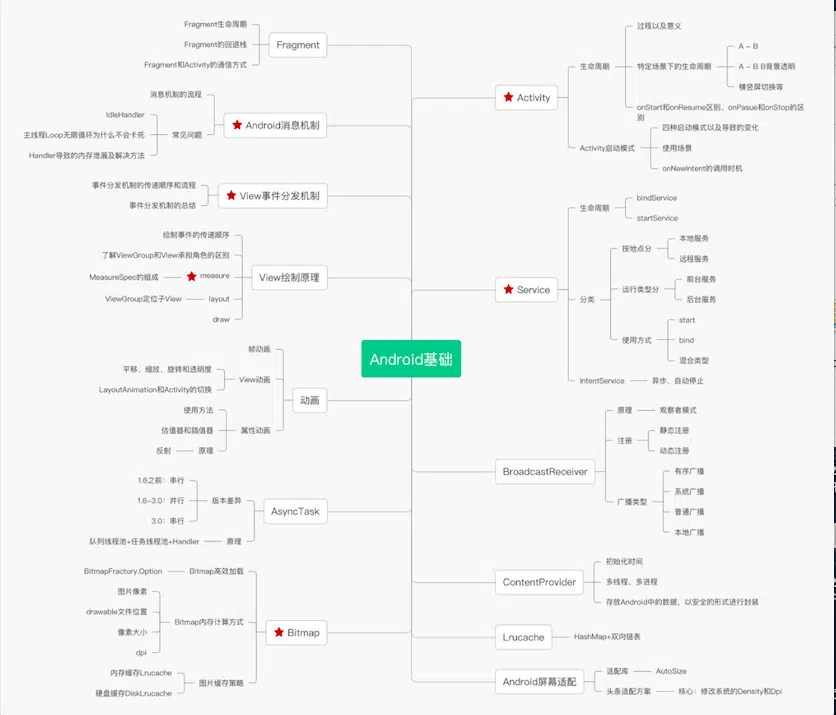 Android基础
Fragment
Fragment生命周期
Fragment的回退栈
Fragment和Activity的通信方式
Android消息机制
消息机制的流程
常见问题
IdleHandler
主线程Loop无限循环为什么不会卡死
Handler导致的内存泄漏及解决方法
View事件分发机制
事件分发机制的传递顺序和流程
事件分发机制的总结
View绘制原理
绘制事件的传递顺序
了解ViewGroup和View承担角色的区别
measure
MeasureSpec的组成
layout
ViewGroup定位子View
draw
动画
帧动画
View动画
平移、缩放、旋转和透明度
LayoutAnimation和Activity的切换
属性动画
使用方法
估值器和插值器
原理
反射
AsyncTask
版本差异
1.6之前：串行
1.6-3.0：并行
3.0：串行
原理
队列线程池+任务线程池+Handler
Bitmap
Bitmap高效加载
BitmapFractory.Option
Bitmap内存计算方式
图片像素
drawable文件位置
像素大小
dpi
图片缓存策略
内存缓存Lrucache
硬盘缓存DiskLrucache
Activity
生命周期
过程以及意义
特定场景下的生命周期
A - B
A - B B背景透明
横竖屏切换等
onStart和onResume区别、onPasue和onStop的区
别
Activity启动模式
四种启动模式以及导致的变化
使用场景
onNewIntent的调用时机
Service
生命周期
bindService
startService
分类
按地点分
本地服务
远程服务
运行类型分
前台服务
后台服务
使用方式
start
bind
混合类型
IntentService
异步、自动停止
BroadcastReceiver
原理
观察者模式
注册
静态注册
动态注册
广播类型
有序广播
系统广播
普通广播
本地广播
ContentProvider
初始化时间
多线程、多进程
存放Android中的数据，以安全的形式进行封装
Lrucache
HashMap+双向链表
Android屏幕适配
适配库
AutoSize
头条适配方案
核心：修改系统的Density和Dpi